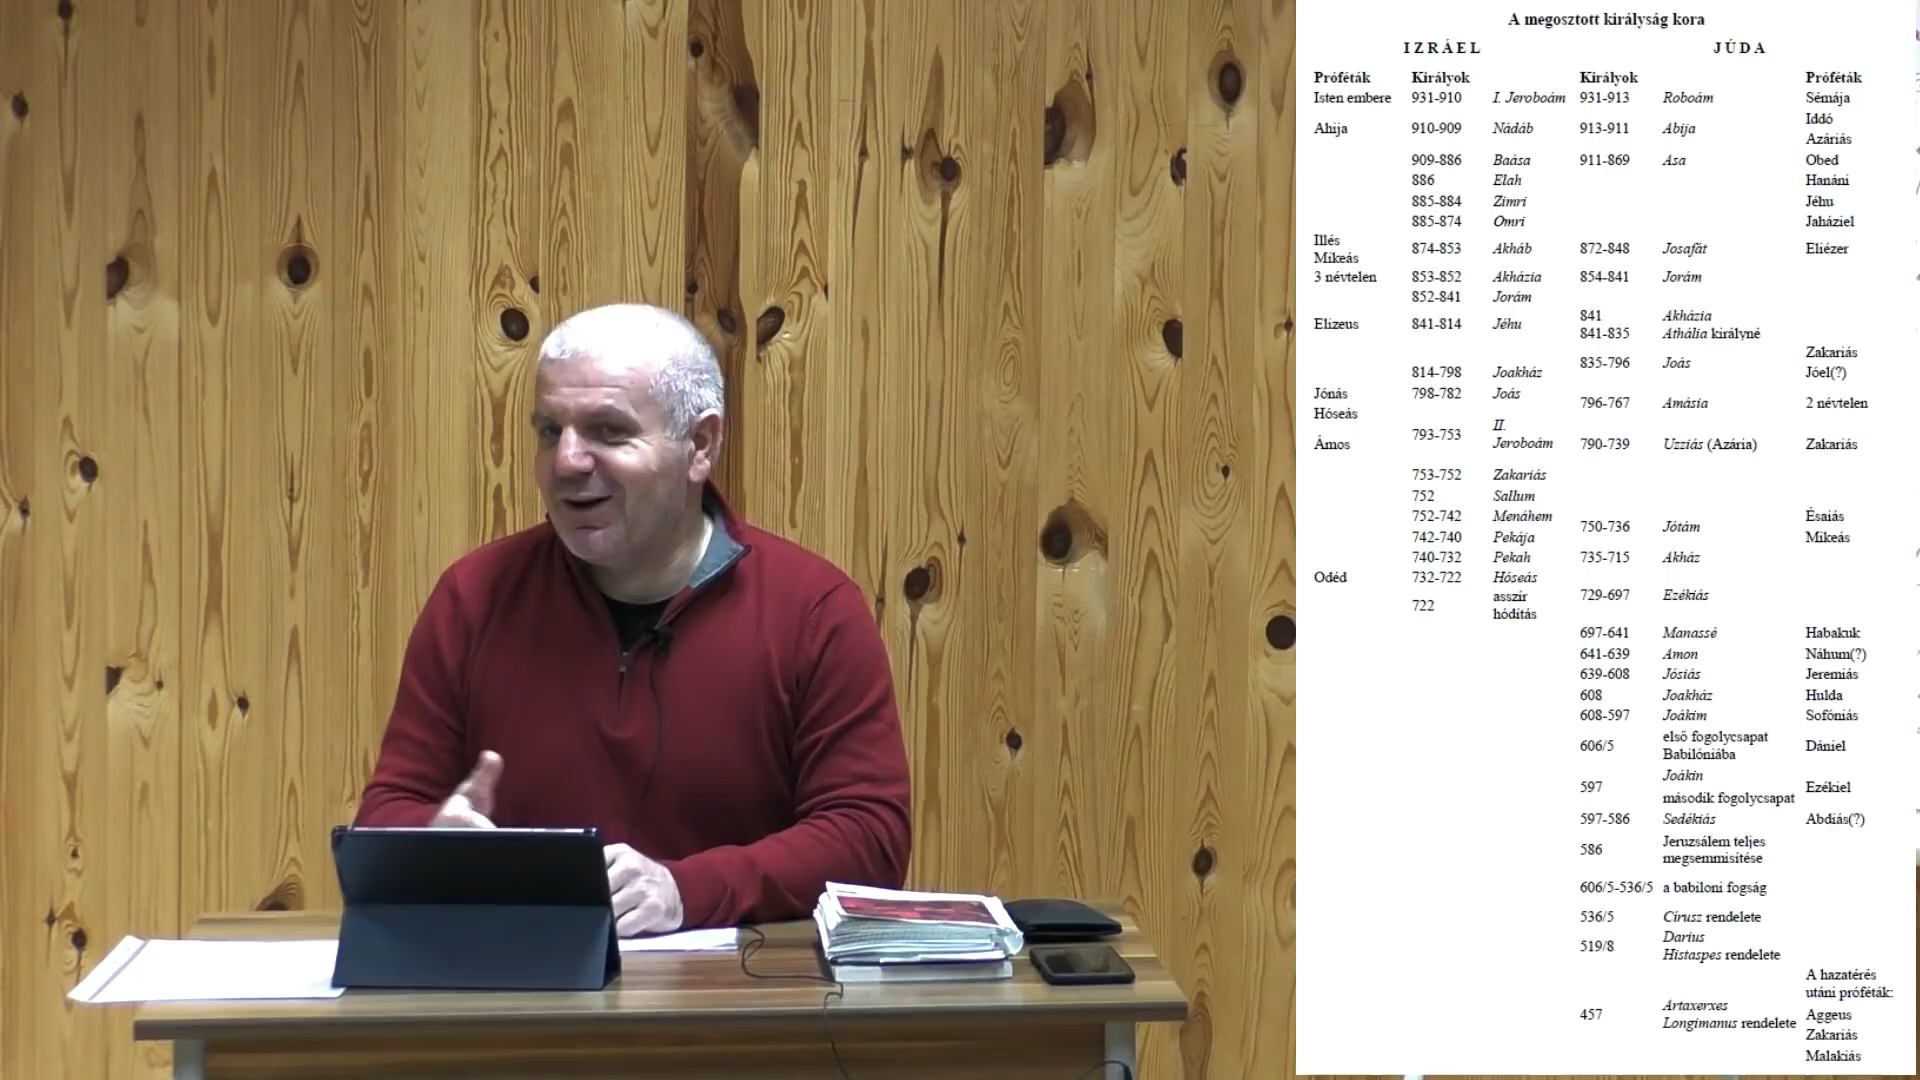 A megosztott királyság kora
IZRÁEL JÚDA
Próféták Királyok Királyok Próféták
Isten embere 931-910 I. Jeroboám 931-913 Roboám Sémája
Iddó
Ahija 910-909 Nádáb 913-911 Abija
Azáriás
909-886 Baása 911-869 Asa Obed
886 Elah Hanáni
885-884 Zimri Jéhu
885-874 Omri Jaháziel
Illés
874-853 Akháb 872-848 Josafát Eliézer
Mikeás
3 névtelen 853-852 Akházia 854-841 Jorám
852-841 Jorám
841 Akházia
Elizeus 841-814 Jéhu
841-835 Athália királyné
Zakariás
835-796 Joás
814-798 Joakház Jóel(?)
Jónás 798-782 Joás
796-767 Amásia 2 névtelen
Hóseás
II.
793-753 Jeroboám
Ámos 790-739 Uzziás (Azária) Zakariás
753-752 Zakariás
752 Sallum
752-742 Menáhem Ésaiás
750-736 Jótám
742-740 Pekája Mikeás
740-732 Pekah 735-715 Akház
Odéd 732-722 Hóseás
729-697 Ezékiás
722 asszír
hódítás
697-641 Manassé Habakuk
641-639 Amon Náhum(?)
639-608 Jósiás Jeremiás
608 Joakház Hulda
608-597 Joákim Sofóniás
606/5 első fogolycsapat
Babilóniába Dániel
Joákin
597 Ezékiel
második fogolycsapat
597-586 Sedékiás Abdiás(?)
586 Jeruzsálem teljes
megsemmisítése
606/5-536/5 a babiloni fogság
536/5 Círusz rendelete
519/8 Darius
Histaspes rendelete
A hazatérés
utáni próféták:
457 Artaxerxes
Longimanus rendelete
Aggeus
Zakariás
Malakiás